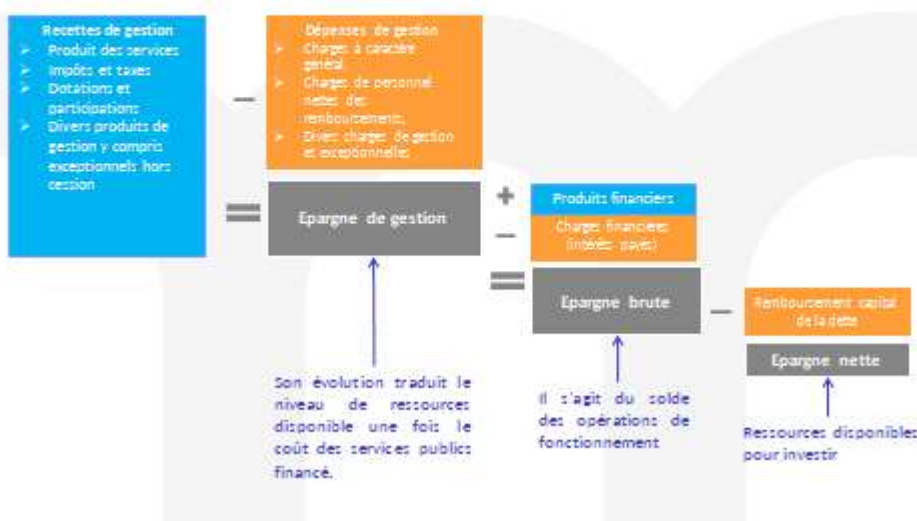 Recettes de gestion
➢ Produit des services
➢ Impôts et taxes
➢ Dotations et
participations
➢ Divers produits de
gestion y compris
exceptionnels hors
cession
−
Dépenses de gestion
➢ Charges à caractère
général
➢ Charges de personnel
nettes des
remboursements,
➢ Divers charges de gestion
et exceptionnelles
=
Epargne de gestion
+
Produits financiers
−
Charges financières
(intérêts payés)
=
Epargne brute
−
Remboursement capital
de la dette
Epargne nette
Son évolution traduit le
niveau de ressources
disponible une fois le
coût des services publics
financé.
Il s'agit du solde
des opérations de
fonctionnement
Ressources disponibles
pour investir